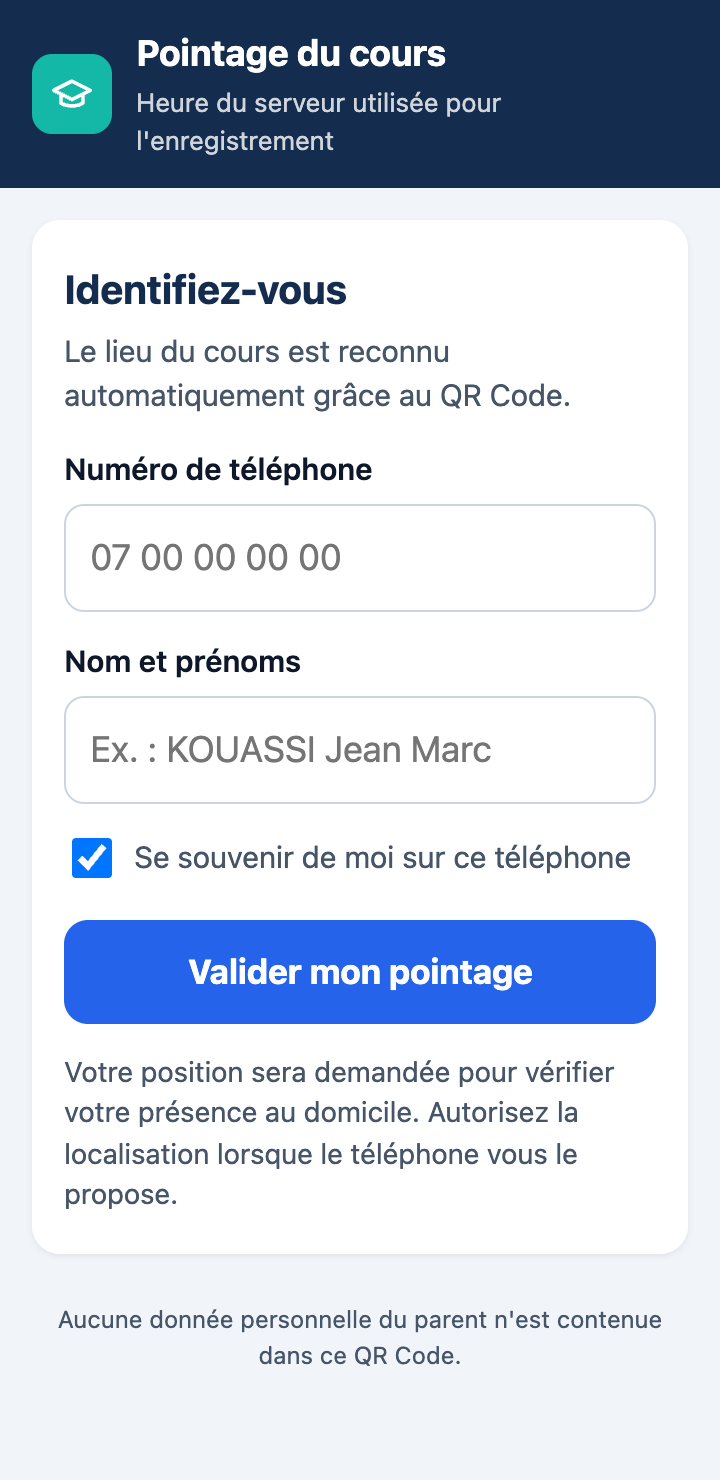 Pointage du cours
Heure du serveur utilisée pour
l'enregistrement
Identifiez-vous
Le lieu du cours est reconnu
automatiquement grâce au QR Code.
Numéro de téléphone
07 00 00 00 00
Nom et prénoms
Ex. : KOUASSI Jean Marc
Se souvenir de moi sur ce téléphone
Valider mon pointage
Votre position sera demandée pour vérifier
votre présence au domicile. Autorisez la
localisation lorsque le téléphone vous le
propose.
Aucune donnée personnelle du parent n'est contenue
dans ce QR Code.